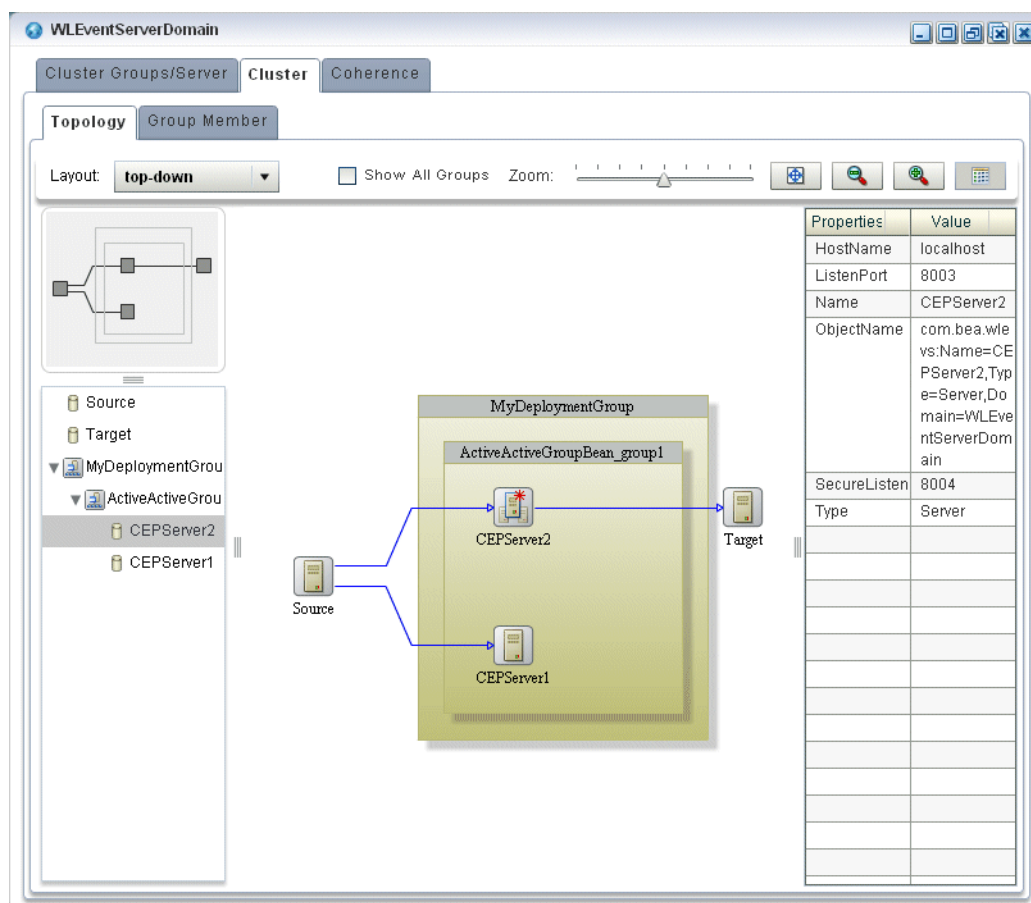 WLEventServerDomain
Cluster Groups/Server
Cluster
Coherence
Topology
Group Member
Layout:
top-down
Show All Groups
Zoom:
Source
Target
MyDeploymentGrou
ActiveActiveGrou
CEPServer2
CEPServer1
MyDeploymentGroup
ActiveActiveGroupBean_group1
CEPServer2
Target
Source
CEPServer1
Properties Value
HostName localhost
ListenPort 8003
Name CEPServer2
ObjectName com.bea.wle
vs:Name=CE
PServer2,Typ
e=Server,Do
main=WLEve
ntServerDom
ain
SecureListen 8004
Type Server